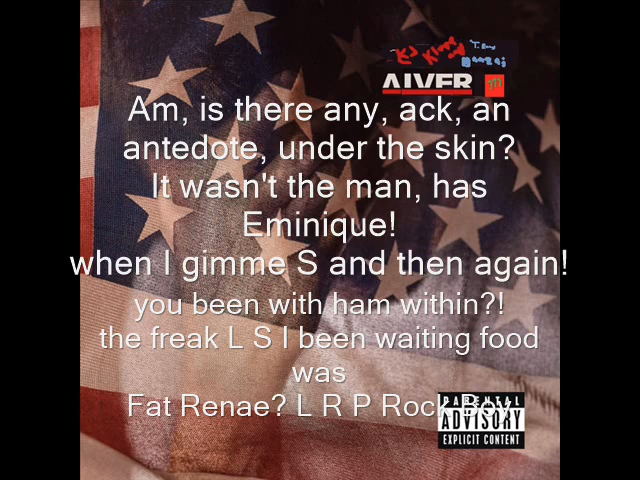 AIVER
Am, is there any, ack, an
antedote, under the skin?
It wasn't the man, has
Eminique!
when I gimme S and then again!
you been with ham within?!
the freak L S I been waiting food
was
Fat Renae? L R P Rock Boy
PARENTAL
ADVISORY
EXPLICIT CONTENT